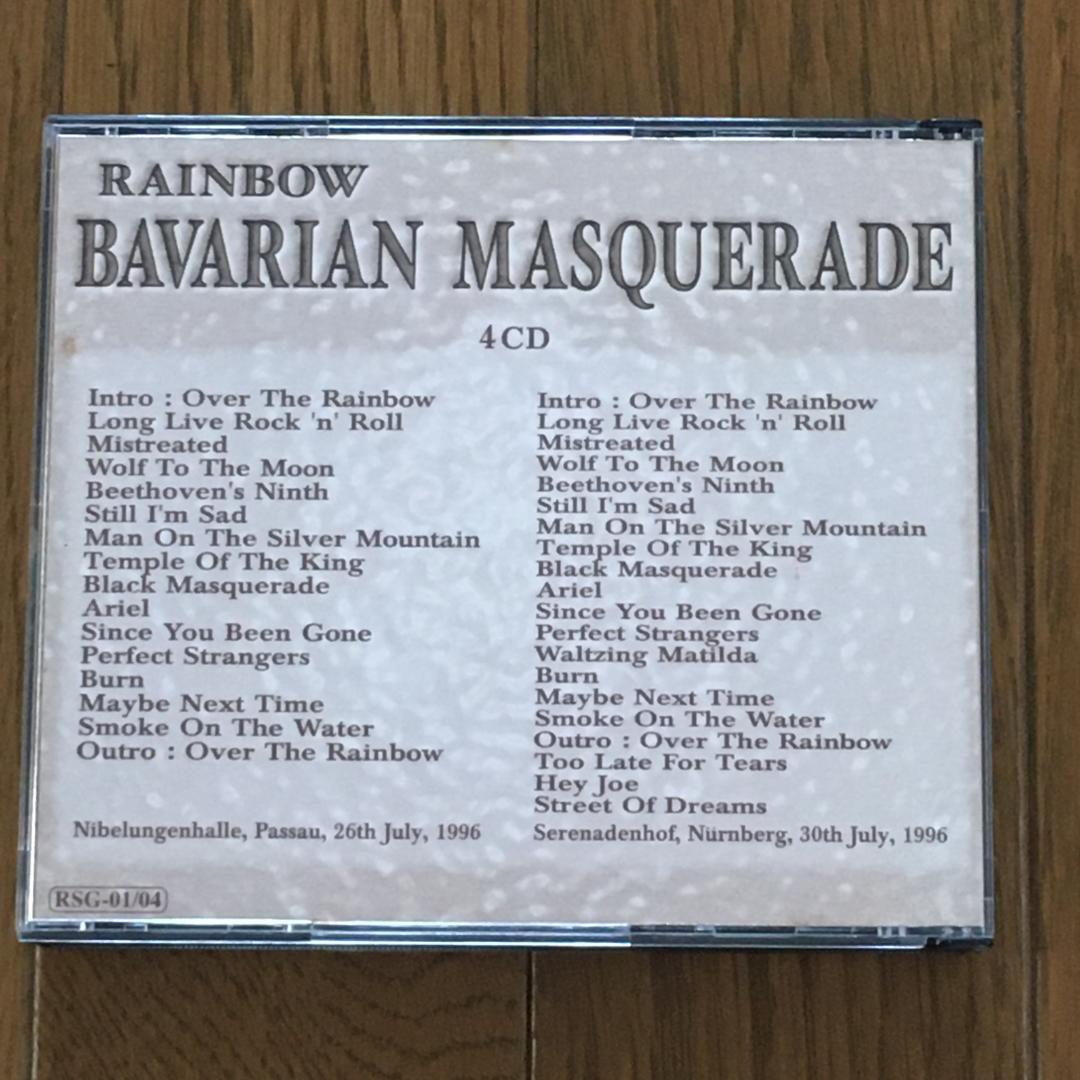 RAINBOW
BAVARIAN MASQUERADE
4CD
Intro : Over The Rainbow
Long Live Rock 'n' Roll
Mistreated
Wolf To The Moon
Beethoven's Ninth
Still I'm Sad
Man On The Silver Mountain
Temple Of The King
Black Masquerade
Ariel
Since You Been Gone
Perfect Strangers
Burn
Maybe Next Time
Smoke On The Water
Outro : Over The Rainbow
Nibelungenhalle, Passau, 26th July, 1996
Intro : Over The Rainbow
Long Live Rock 'n' Roll
Mistreated
Wolf To The Moon
Beethoven's Ninth
Still I'm Sad
Man On The Silver Mountain
Temple Of The King
Black Masquerade
Ariel
Since You Been Gone
Perfect Strangers
Waltzing Matilda
Burn
Maybe Next Time
Smoke On The Water
Outro : Over The Rainbow
Too Late For Tears
Hey Joe
Street Of Dreams
Serenadenhof, Nürnberg, 30th July, 1996
RSG-01/04